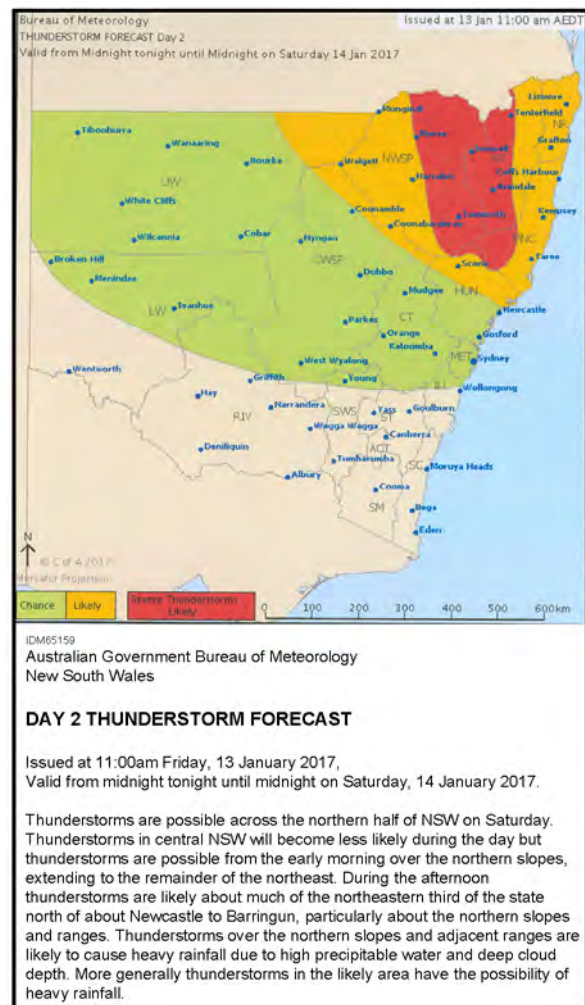 Bureau of Meteorology
Issued at 13 Jan 11:00 am AEDT
THUNDERSTORM FORECAST Day 2
Valid from Midnight tonight until Midnight on Saturday 14 Jan 2017
Lismore
Mungindi
Tenterfield
NR
Tibooburra
Moree
Wanaaring
Grafton
Bourke
Walgett
NWSP
Inverell
NT
Coffs Harbour
UW
Narrabri
Armidale
White Cliffs
Coonamble
Tamworth
Kempsey
Coonabarabran
MNC
Wilcannia
Cobar
Nyngan
CWSP
Scone
Taree
Broken Hill
Dubbo
Menindee
Mudgee
HUN
LW
Ivanhoe
CT
Newcastle
Parkes
Orange
Gosford
Katoomba
MET
Sydney
West Wyalong
Wentworth
Griffith
Young
ILL
Wollongong
Hay
RIV
Narrandera
SWS
Yass
ST
Goulburn
Wagga Wagga
Canberra
Deniliquin
ACT
Tumbarumba
SC
Moruya Heads
Albury
Cooma
SM
Bega
Eden
N
© C of A 2017
Mercator Projection
Chance
Likely
Severe Thunderstorms
Likely
0 100 200 300 400 600km
IDM65159
Australian Government Bureau of Meteorology
New South Wales
DAY 2 THUNDERSTORM FORECAST
Issued at 11:00am Friday, 13 January 2017,
Valid from midnight tonight until midnight on Saturday, 14 January 2017.
Thunderstorms are possible across the northern half of NSW on Saturday.
Thunderstorms in central NSW will become less likely during the day but
thunderstorms are possible from the early morning over the northern slopes,
extending to the remainder of the northeast. During the afternoon
thunderstorms are likely about much of the northeastern third of the state
north of about Newcastle to Barringun, particularly about the northern slopes
and ranges. Thunderstorms over the northern slopes and adjacent ranges are
likely to cause heavy rainfall due to high precipitable water and deep cloud
depth. More generally thunderstorms in the likely area have the possibility of
heavy rainfall.